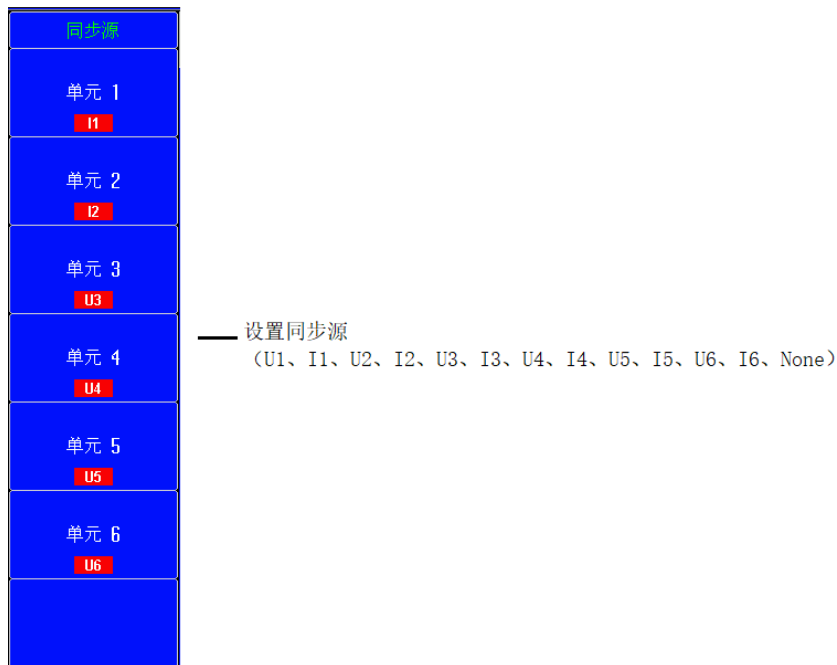 同步源
单元 1
I1
单元 2
I2
单元 3
U3
单元 4
U4
单元 5
U5
单元 6
U6
设置同步源
（U1、I1、U2、I2、U3、I3、U4、I4、U5、I5、U6、I6、None）